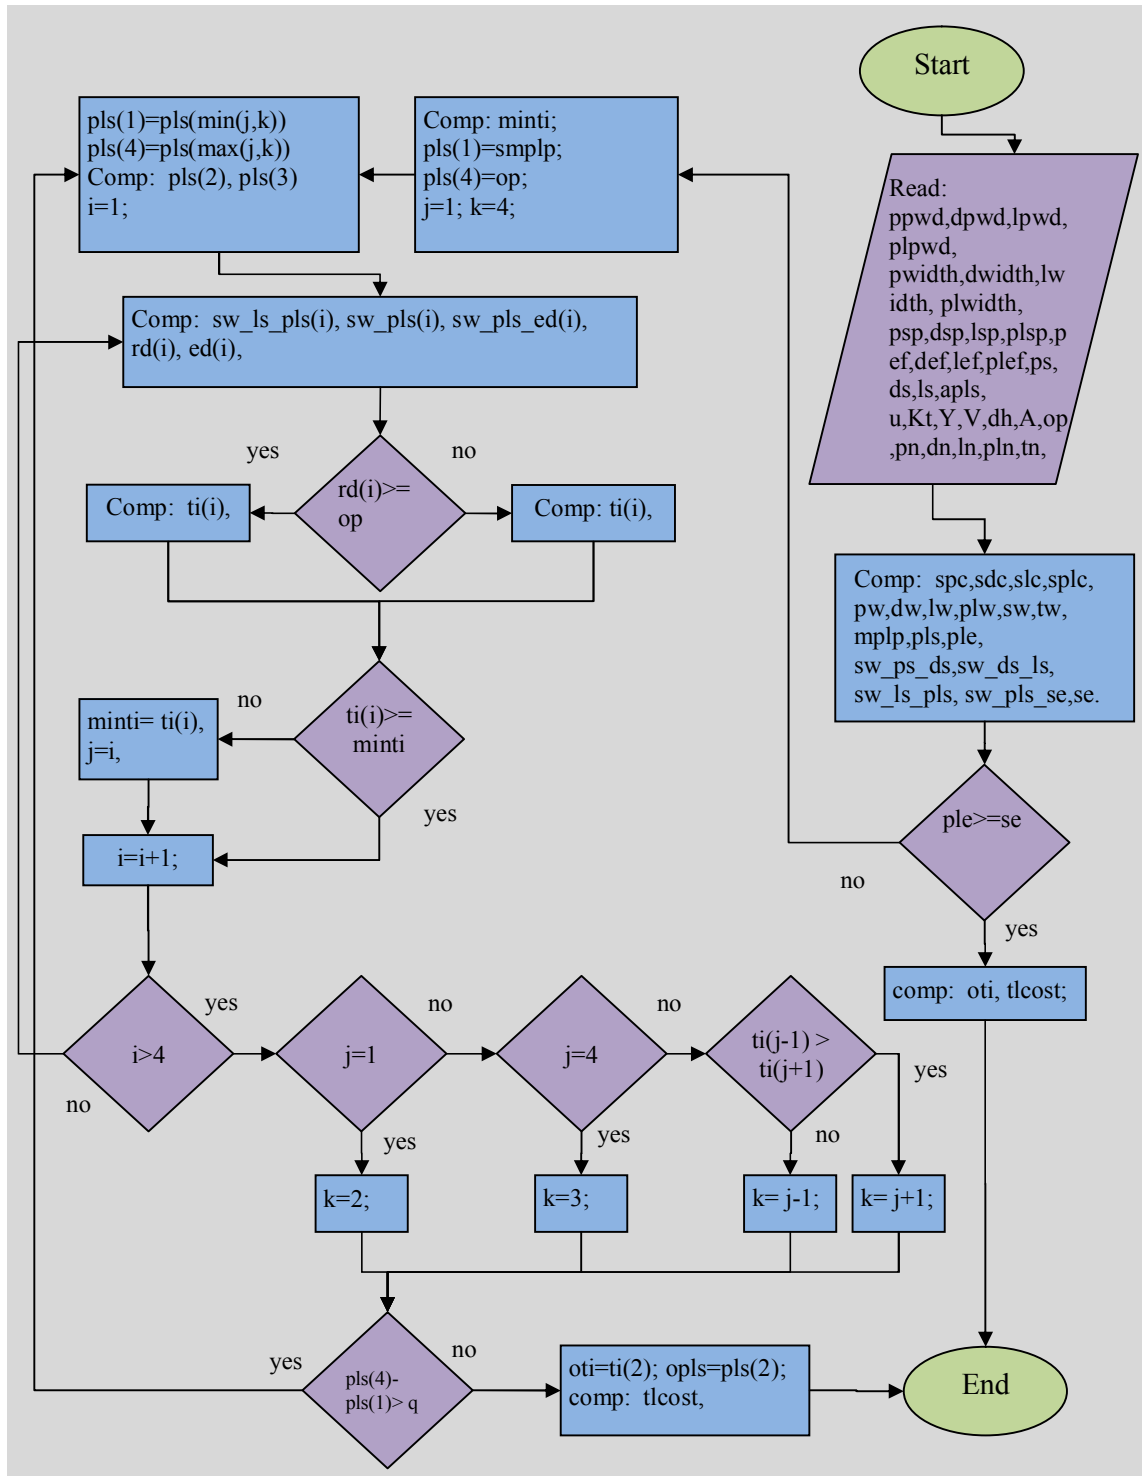 Start
Read:
ppwd,dpwd,lpwd,
plpwd,
pwidth,dwidth,lw
idth, plwidth,
psp,dsp,lsp,plsp,p
ef,def,lef,plef,ps,
ds,ls,apls,
u,Kt,Y,V,dh,A,op
,pn,dn,ln,pln,tn,
Comp: spc,sdc,slc,splc,
pw,dw,lw,plw,sw,tw,
mplp,pls,ple,
sw_ps_ds,sw_ds_ls,
sw_ls_pls, sw_pls_se,se.
ple>=se
no
yes
comp: oti, tlcost;
Comp: minti;
pls(1)=smplp;
pls(4)=op;
j=1; k=4;
pls(1)=pls(min(j,k))
pls(4)=pls(max(j,k))
Comp: pls(2), pls(3)
i=1;
Comp: sw_ls_pls(i), sw_pls(i), sw_pls_ed(i),
rd(i), ed(i),
yes
no
rd(i)>=
op
Comp: ti(i),
Comp: ti(i),
ti(i)>=
minti
no
yes
minti= ti(i),
j=i,
i=i+1;
i>4
yes
no
j=1
no
yes
j=4
no
yes
ti(j-1) >
ti(j+1)
yes
no
k=2;
k=3;
k= j-1;
k= j+1;
pls(4)-
pls(1)> q
yes
no
oti=ti(2); opls=pls(2);
comp: tlcost,
End